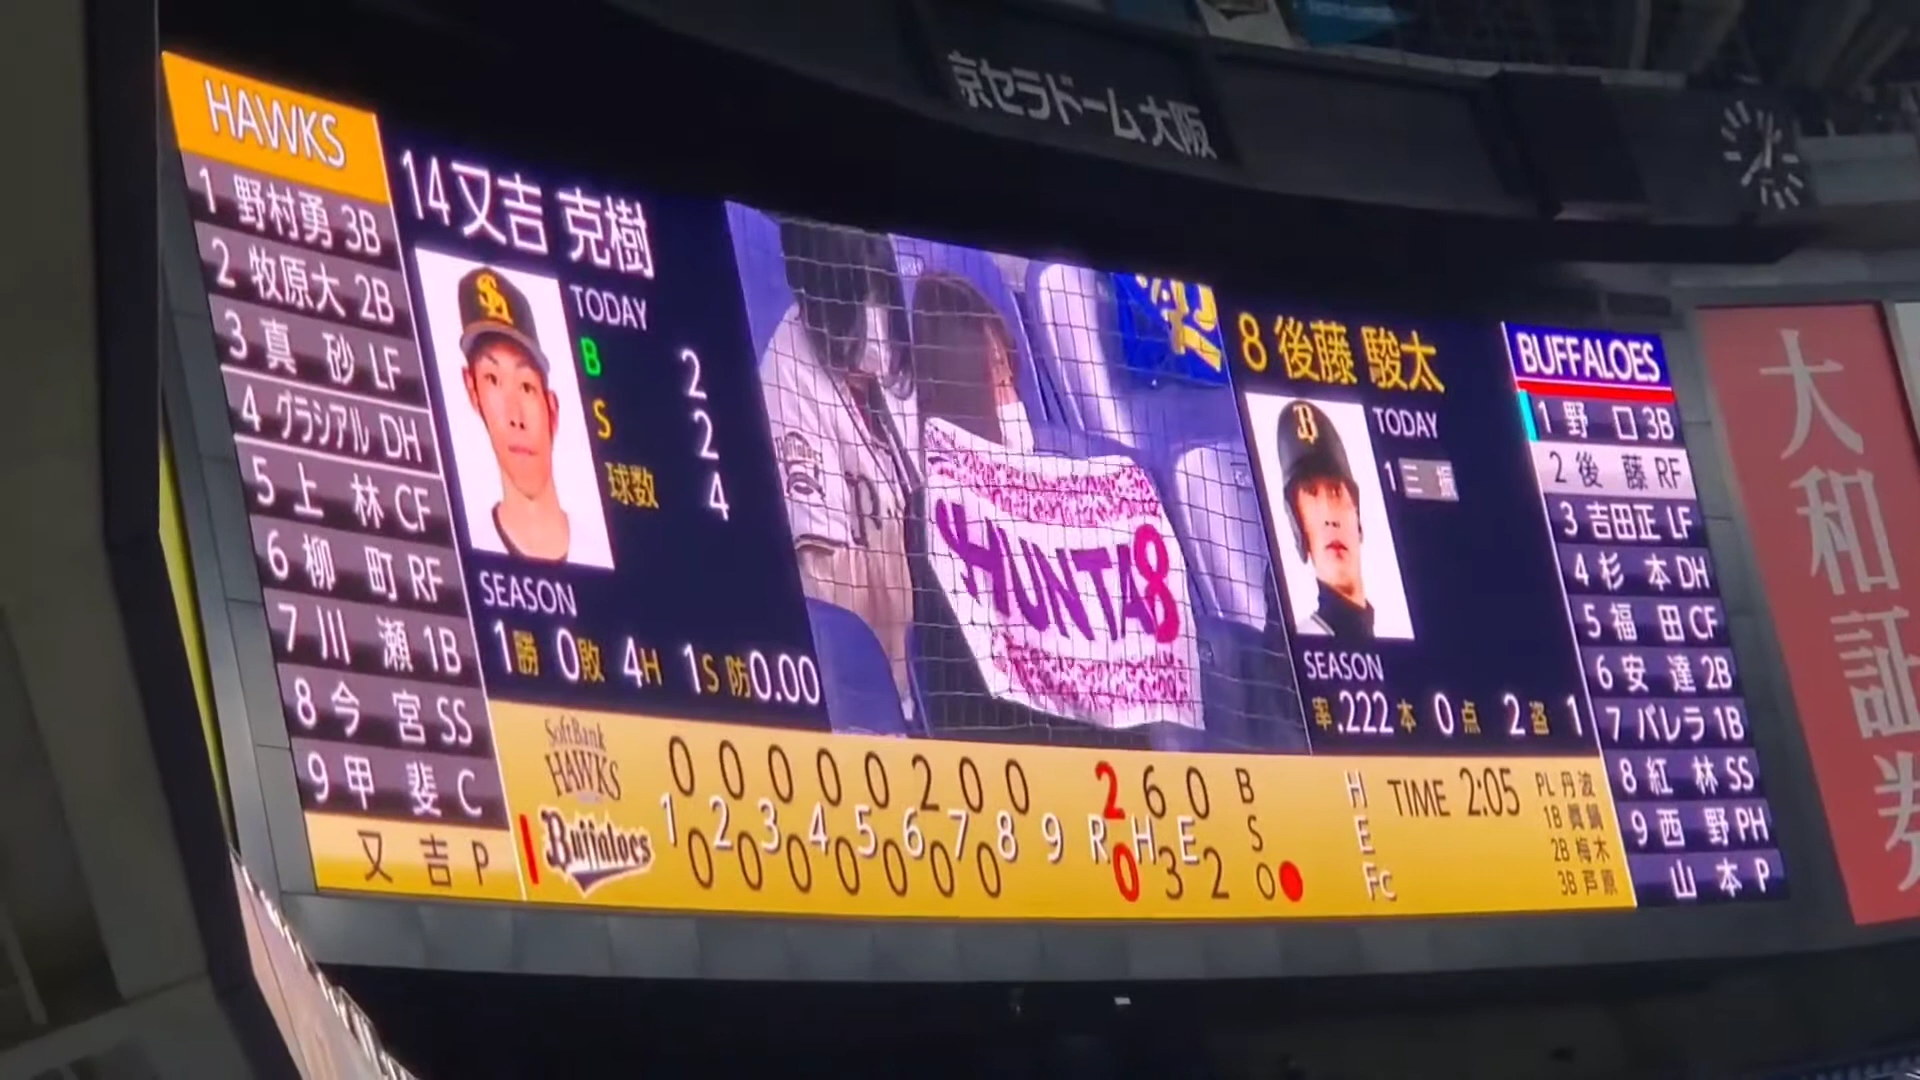 京セラドーム大阪
HAWKS
1 野村勇 3B
2 牧原大 2B
3 真 砂 LF
4 グラシアル DH
5 上 林 CF
6 柳 町 RF
7 川 瀬 1B
8 今 宮 SS
9 甲 斐 C
又 吉 P
14 又吉 克樹
TODAY
B 2
S 2
球数 4
SEASON
1勝 0敗 4H 1S 防0.00
HUNTA8
8 後藤 駿太
TODAY
1 三 振
SEASON
率.222 本 0 点 2 盗 1
BUFFALOES
1 野 口 3B
2 後 藤 RF
3 吉田正 LF
4 杉 本 DH
5 福 田 CF
6 安 達 2B
7 バレラ 1B
8 紅 林 SS
9 西 野 PH
山 本 P
SoftBank HAWKS 0 0 0 0 0 2 0 0 2 6 0
1 2 3 4 5 6 7 8 9 R H E
Buffaloes 0 0 0 0 0 0 0 0 3 2
B
S
O
H
E
Fc
TIME 2:05
PL 丹波
1B 眞鍋
2B 梅木
3B 芦原
大和証券